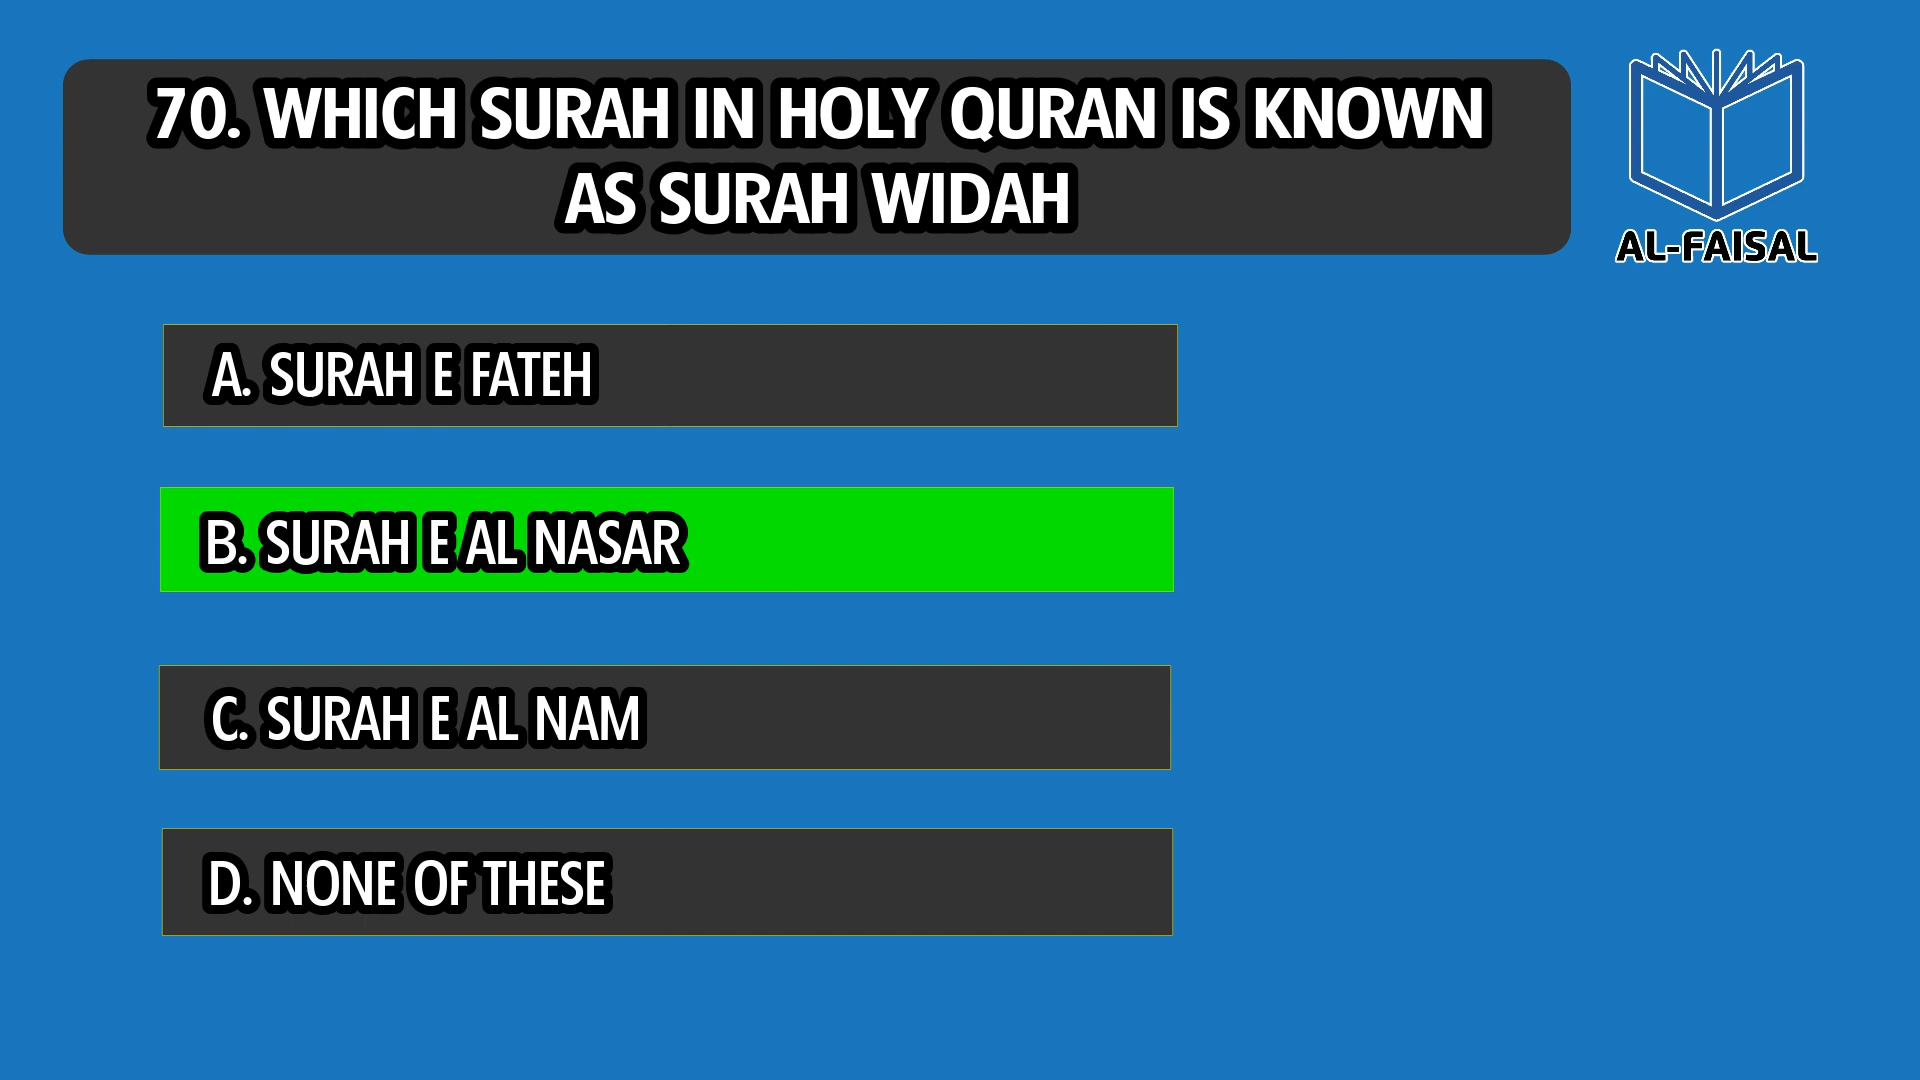 70. WHICH SURAH IN HOLY QURAN IS KNOWN
AS SURAH WIDAH
AL-FAISAL
A. SURAH E FATEH
B. SURAH E AL NASAR
C. SURAH E AL NAM
D. NONE OF THESE